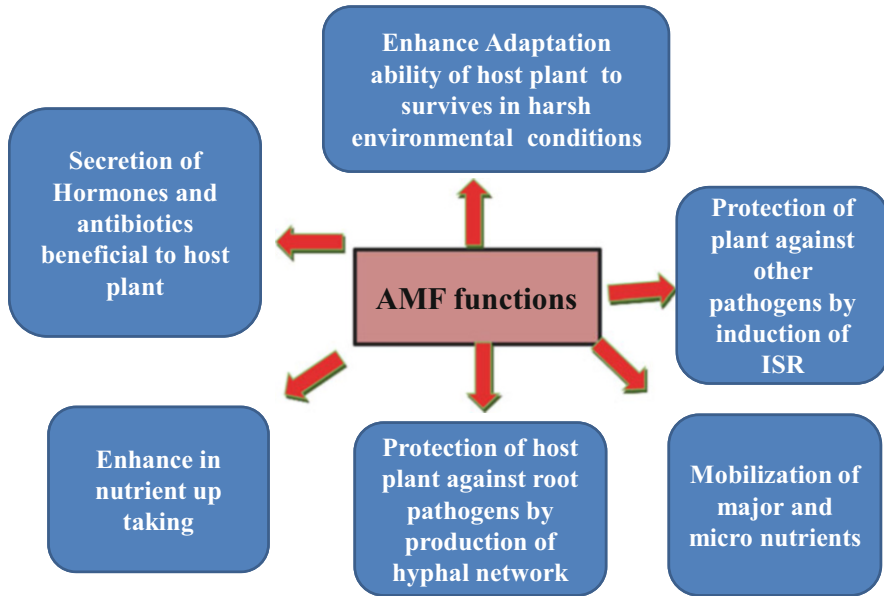 Enhance Adaptation
ability of host plant to
survives in harsh
environmental conditions
Secretion of
Hormones and
antibiotics
beneficial to host
plant
Protection of
plant against
other
pathogens by
induction of
ISR
AMF functions
Enhance in
nutrient up
taking
Protection of host
plant against root
pathogens by
production of
hyphal network
Mobilization of
major and
micro nutrients